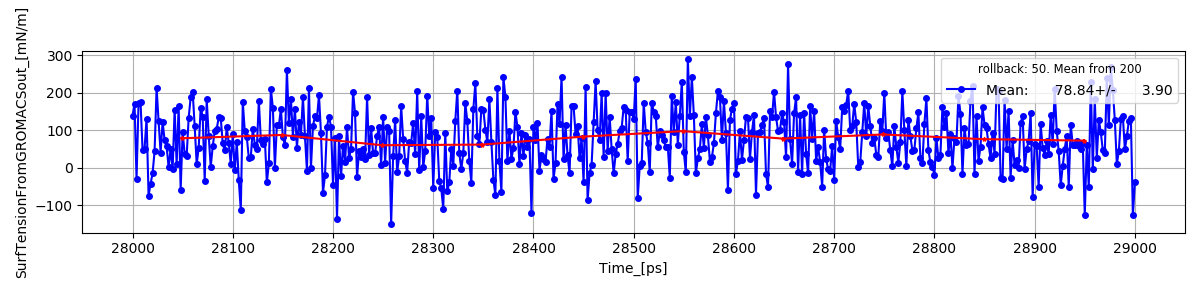 SurfTensionFromGROMACSout_[mN/m]
300
200
100
0
−100
rollback: 50. Mean from 200
Mean: 78.84+/- 3.90
28000 28100 28200 28300 28400 28500 28600 28700 28800 28900 29000
Time_[ps]